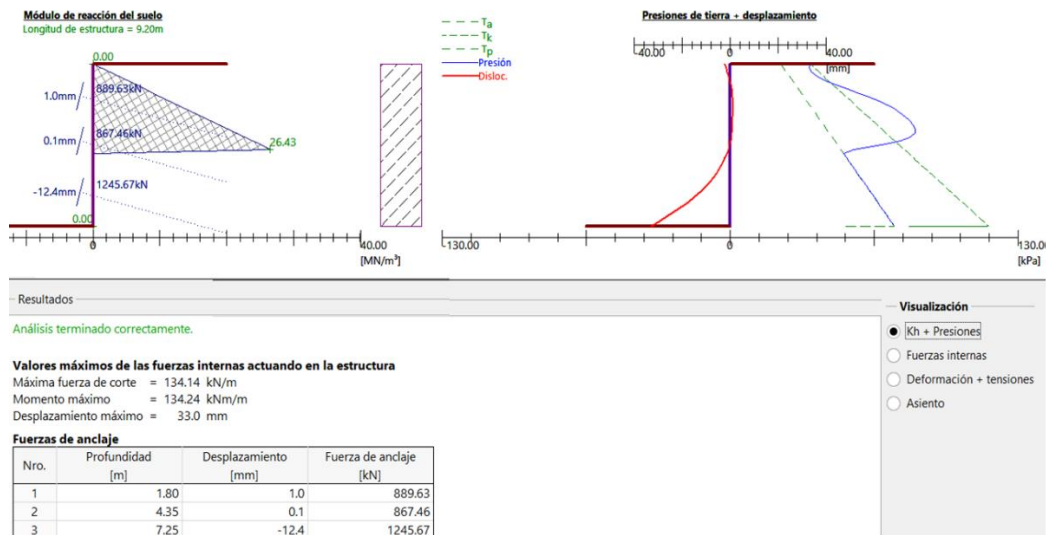 Módulo de reacción del suelo
Longitud de estructura = 9.20m
0.00
889.63kN
1.0mm
867.46kN
0.1mm
26.43
1245.67kN
-12.4mm
0.00
0
40.00
[MN/m³]
Ta
Tk
Tp
Presión
Disloc.
Presiones de tierra + desplazamiento
-40.00
0
40.00
[mm]
-130.00
0
130.0
[kPa]
Resultados
Análisis terminado correctamente.
Valores máximos de las fuerzas internas actuando en la estructura
Máxima fuerza de corte = 134.14 kN/m
Momento máximo = 134.24 kNm/m
Desplazamiento máximo = 33.0 mm
Fuerzas de anclaje
Nro. Profundidad [m] Desplazamiento [mm] Fuerza de anclaje [kN]
1 1.80 1.0 889.63
2 4.35 0.1 867.46
3 7.25 -12.4 1245.67
Visualización
Kh + Presiones
Fuerzas internas
Deformación + tensiones
Asiento